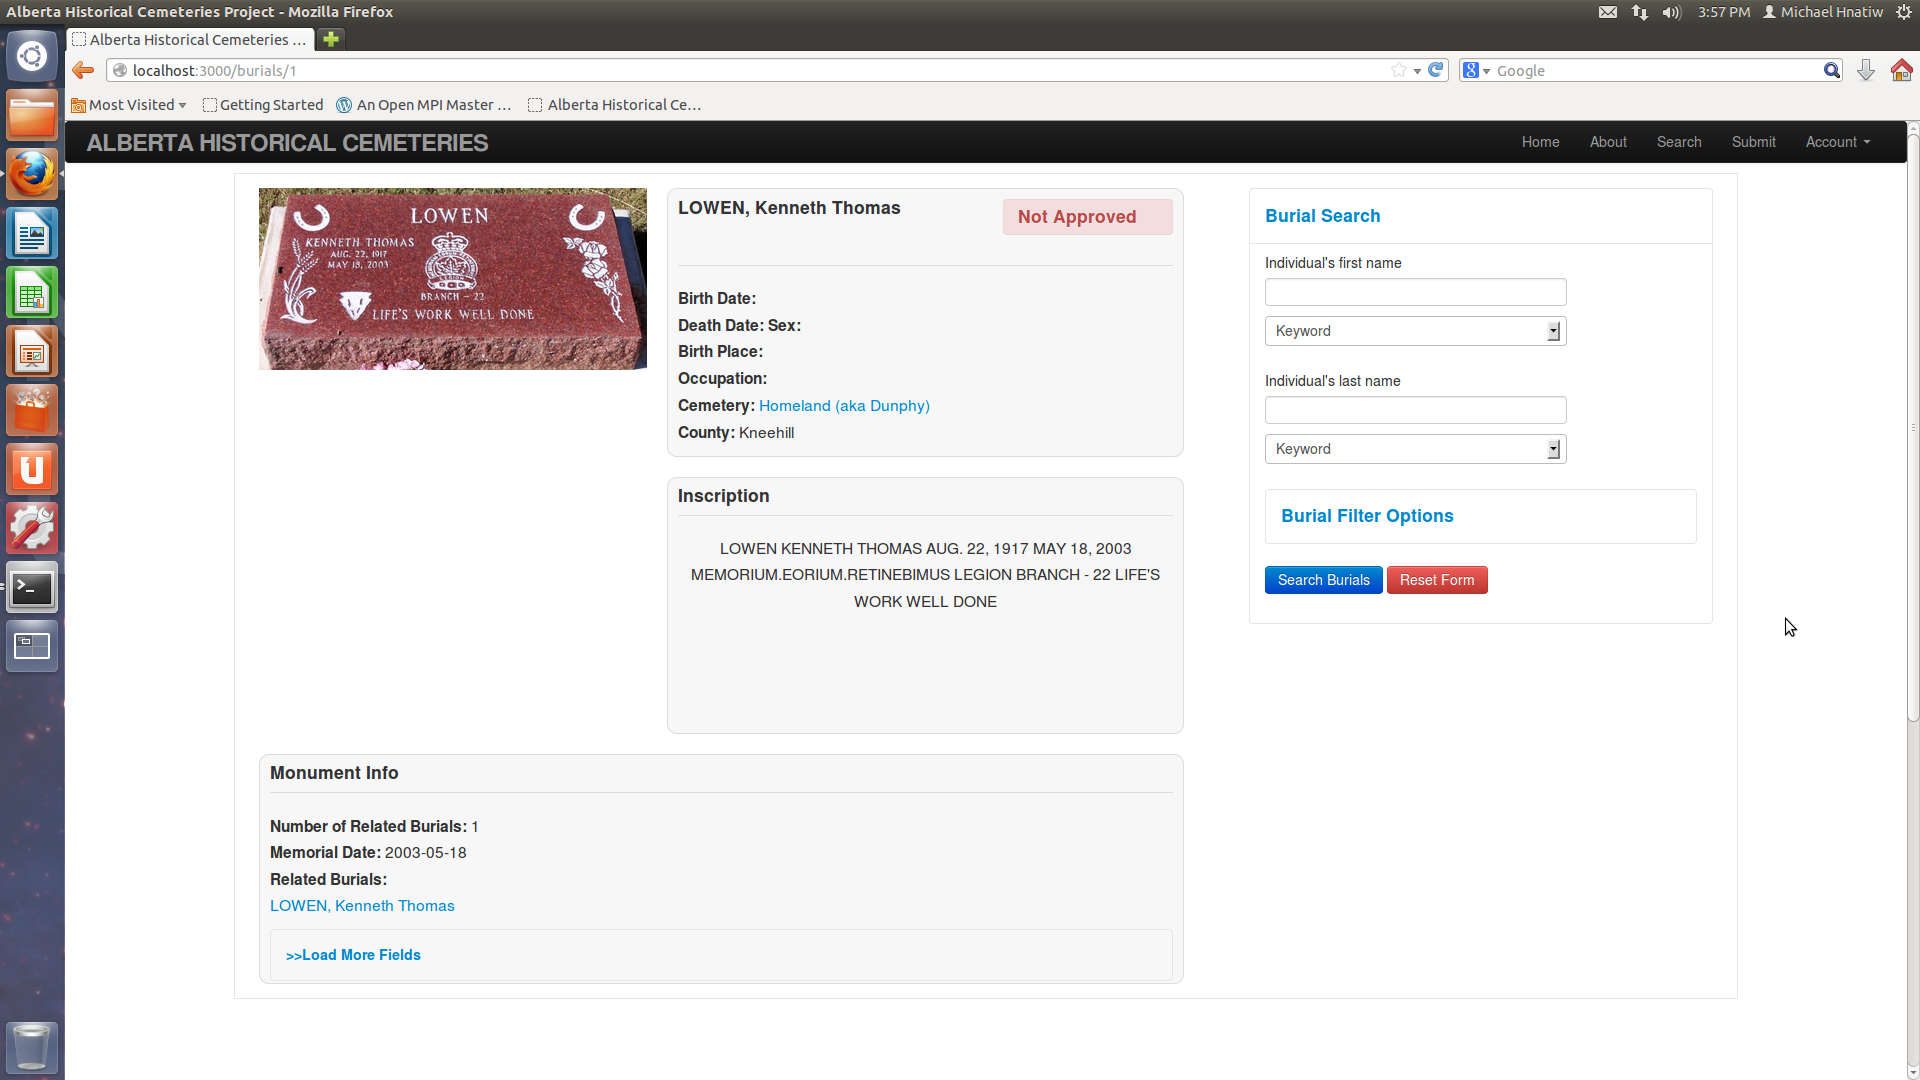 Alberta Historical Cemeteries Project - Mozilla Firefox
3:57 PM Michael Hnatiw
Alberta Historical Cemeteries ...
localhost:3000/burials/1
Google
Most Visited Getting Started An Open MPI Master ... Alberta Historical Ce...
ALBERTA HISTORICAL CEMETERIES
Home About Search Submit Account
LOWEN
KENNETH THOMAS
AUG. 22, 1917
MAY 18, 2003
LEGION
BRANCH - 22
LIFE'S WORK WELL DONE
LOWEN, Kenneth Thomas
Not Approved
Birth Date:
Death Date: Sex:
Birth Place:
Occupation:
Cemetery: Homeland (aka Dunphy)
County: Kneehill
Inscription
LOWEN KENNETH THOMAS AUG. 22, 1917 MAY 18, 2003
MEMORIUM.EORIUM.RETINEBIMUS LEGION BRANCH - 22 LIFE'S
WORK WELL DONE
Monument Info
Number of Related Burials: 1
Memorial Date: 2003-05-18
Related Burials:
LOWEN, Kenneth Thomas
>>Load More Fields
Burial Search
Individual's first name
Keyword
Individual's last name
Keyword
Burial Filter Options
Search Burials Reset Form